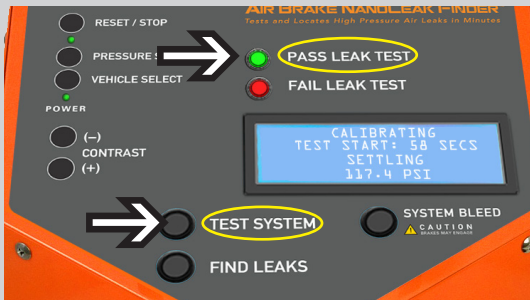 AIR BRAKE NANOLEAK FINDER
Tests and Locates High Pressure Air Leaks in Minutes
RESET / STOP
PRESSURE S
VEHICLE SELECT
POWER
(–)
CONTRAST
(+)
PASS LEAK TEST
FAIL LEAK TEST
CALIBRATING
TEST START: 58 SECS
SETTLING
117.4 PSI
TEST SYSTEM
FIND LEAKS
SYSTEM BLEED
CAUTION
BRAKES MAY ENGAGE